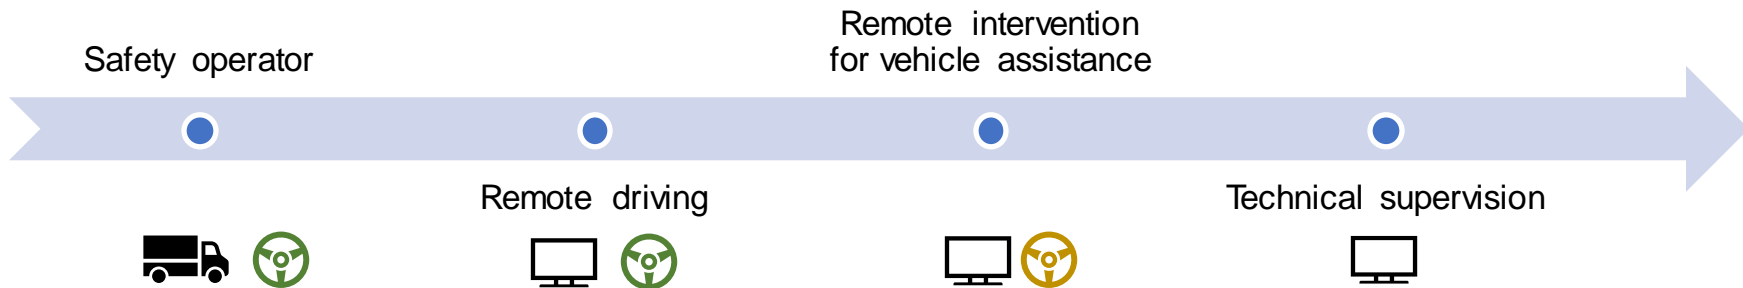 Safety operator
Remote driving
Remote intervention
for vehicle assistance
Technical supervision